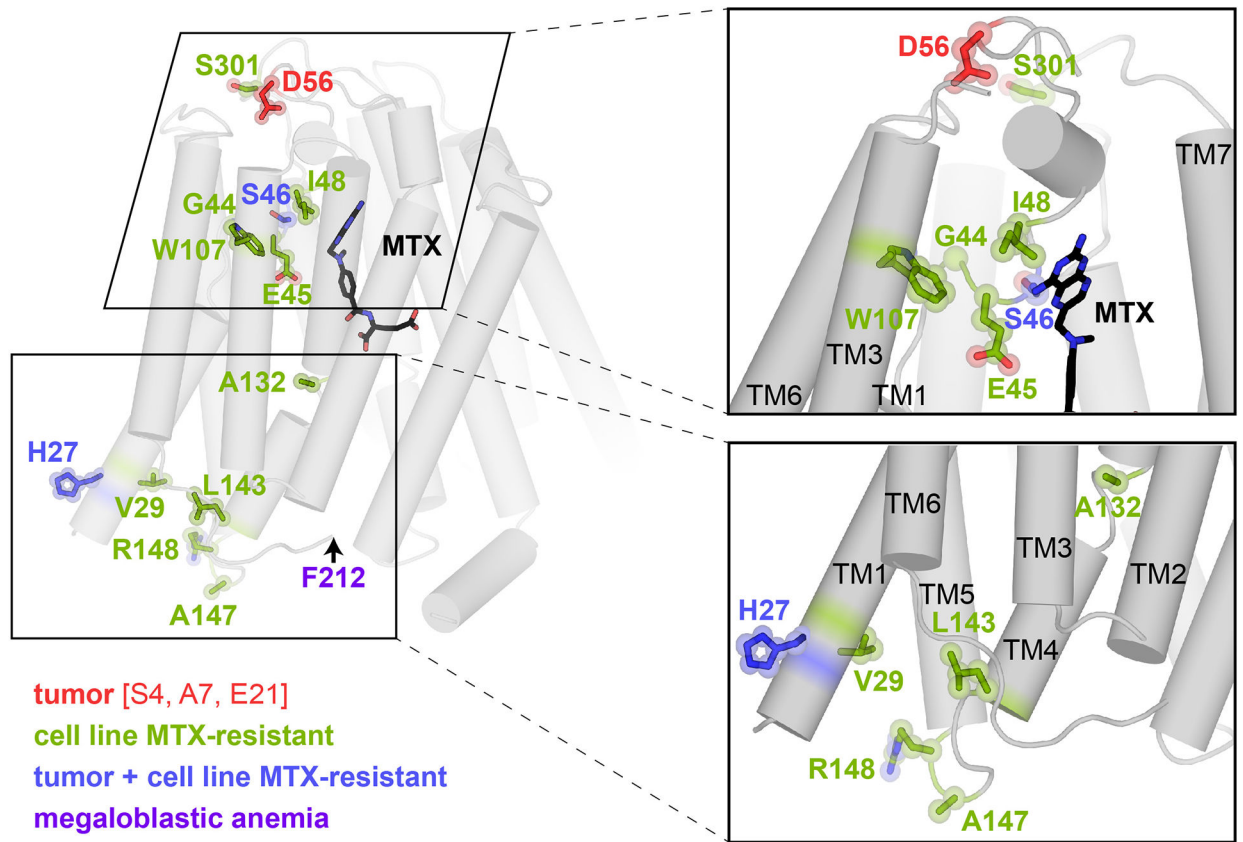 S301
D56
I48
S46
G44
W107
MTX
E45
A132
H27
V29
L143
R148
F212
A147
tumor [S4, A7, E21]
cell line MTX-resistant
tumor + cell line MTX-resistant
megaloblastic anemia
D56
S301
TM7
I48
G44
W107
S46
MTX
TM3
E45
TM6
TM1
A132
TM6
TM3
TM1
TM2
TM5
H27
L143
TM4
V29
R148
A147